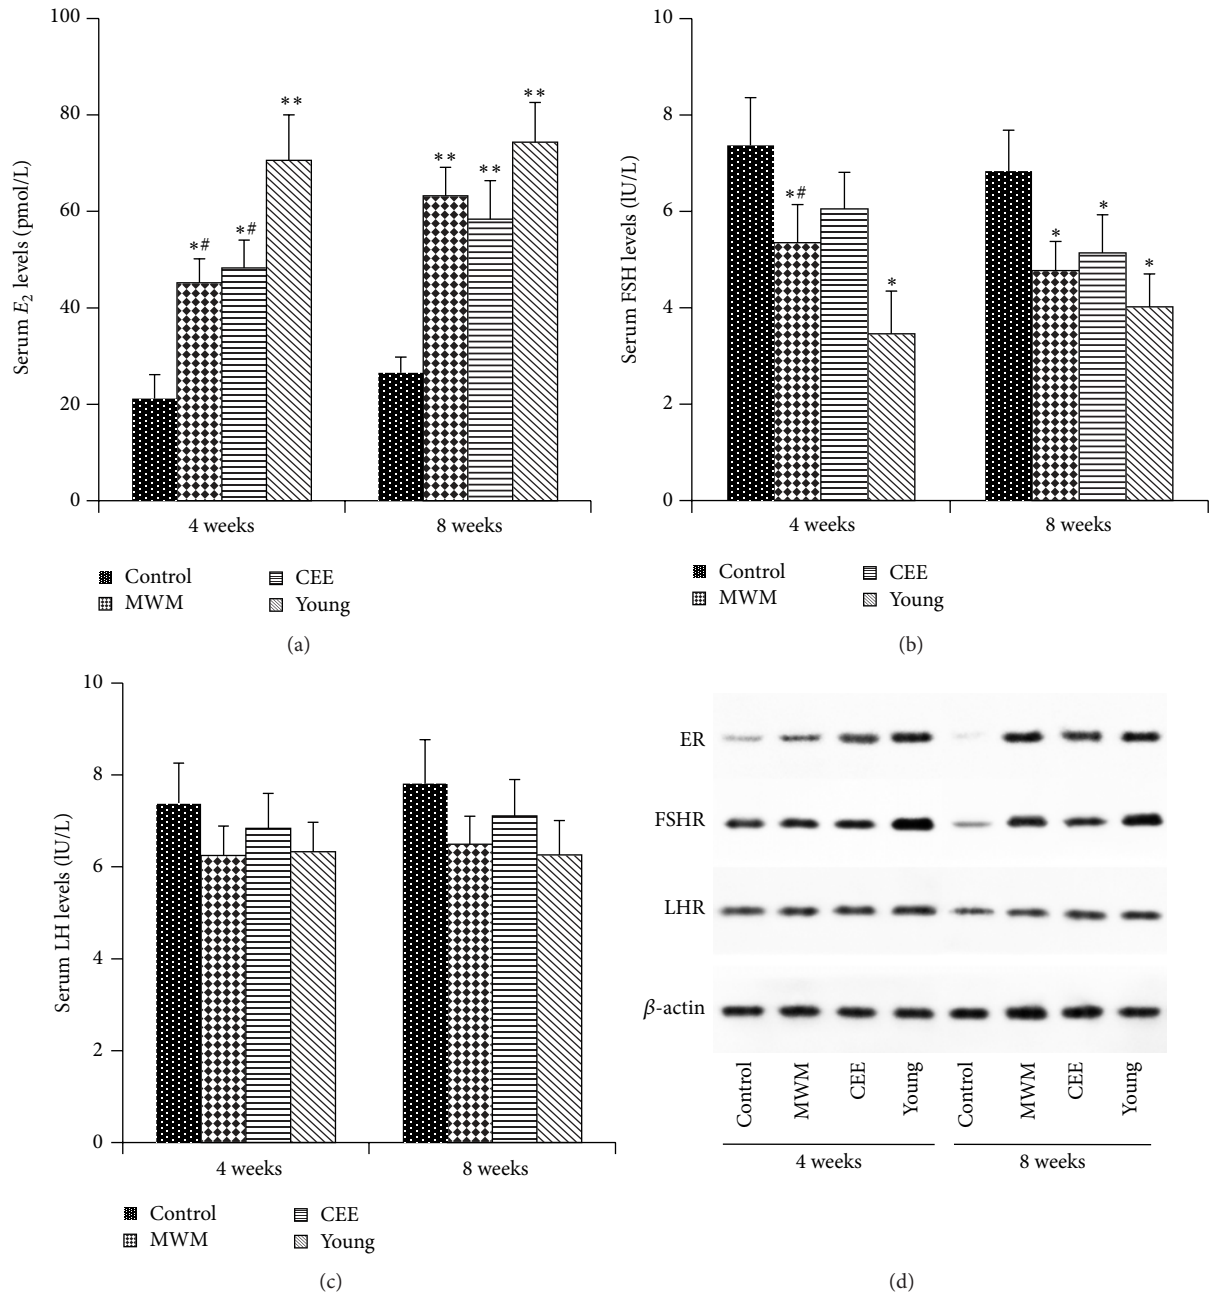 100
80
60
40
20
0
Serum E2 levels (pmol/L)
**
*#
*#
**
**
**
4 weeks
8 weeks
Control
CEE
MWM
Young
(a)
10
8
6
4
2
0
Serum FSH levels (IU/L)
*#
*
*
*
*
4 weeks
8 weeks
Control
CEE
MWM
Young
(b)
10
8
6
4
2
0
Serum LH levels (IU/L)
4 weeks
8 weeks
Control
CEE
MWM
Young
(c)
ER
FSHR
LHR
β-actin
Control
MWM
CEE
Young
Control
MWM
CEE
Young
4 weeks
8 weeks
(d)